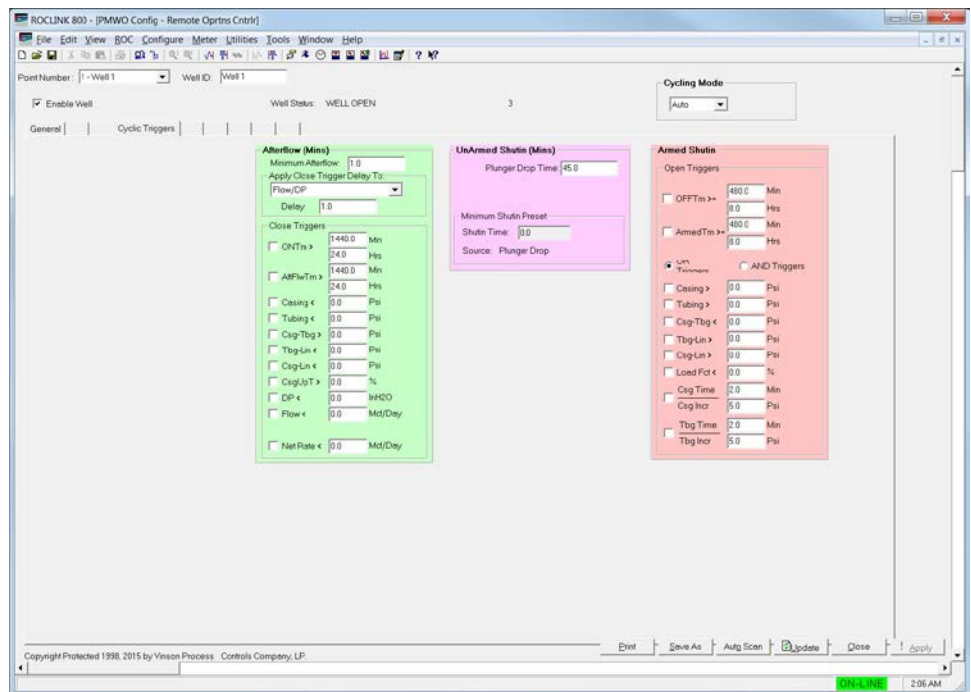 ROCLINK 800 - [PMWO Config - Remote Oprtns Cntrlr]
File Edit View ROC Configure Meter Utilities Tools Window Help
Point Number: 1 - Well 1 Well ID: Well 1
Enable Well Well Status: WELL OPEN 3
Cycling Mode
Auto
General Cyclic Triggers
Afterflow (Mins)
Minimum Afterflow: 1.0
Apply Close Trigger Delay To:
Flow/DP
Delay 1.0
Close Triggers
ONTm > 1440.0 Min
24.0 Hrs
AftFlwTm > 1440.0 Min
24.0 Hrs
Casing < 0.0 Psi
Tubing < 0.0 Psi
Csg-Tbg > 0.0 Psi
Tbg-Lin < 0.0 Psi
Csg-Lin < 0.0 Psi
CsgUpT > 0.0 %
DP < 0.0 InH2O
Flow < 0.0 Mcf/Day
Net Rate < 0.0 Mcf/Day
UnArmed Shutin (Mins)
Plunger Drop Time: 45.0
Minimum Shutin Preset
Shutin Time: 0.0
Source: Plunger Drop
Armed Shutin
Open Triggers
OFFTm >= 480.0 Min
8.0 Hrs
ArmedTm >= 480.0 Min
8.0 Hrs
AND Triggers
Casing > 0.0 Psi
Tubing > 0.0 Psi
Csg-Tbg < 0.0 Psi
Tbg-Lin > 0.0 Psi
Csg-Lin > 0.0 Psi
Load Fct < 0.0 %
Csg Time 2.0 Min
Csg Incr 5.0 Psi
Tbg Time 2.0 Min
Tbg Incr 5.0 Psi
Print Save As Auto Scan Update Close ! Apply
Copyright Protected 1998, 2015 by Vinson Process Controls Company, LP.
ON-LINE 2:06 AM